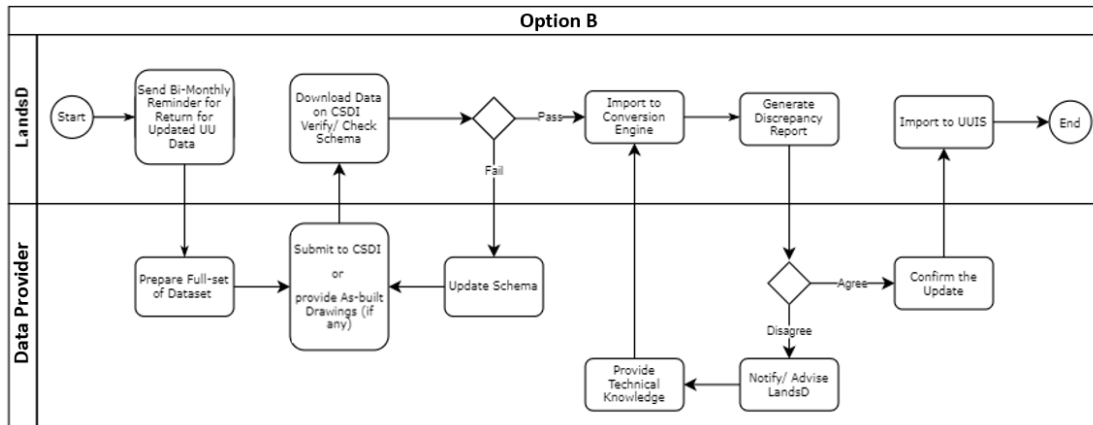 Option B
LandsD
Start
Send Bi-Monthly
Reminder for
Return for
Updated UU
Data
Download Data
on CSDI
Verify/ Check
Schema
Pass
Fail
Import to
Conversion
Engine
Generate
Discrepancy
Report
Import to UUIS
End
Data Provider
Prepare Full-set
of Dataset
Submit to CSDI
or
provide As-built
Drawings (if
any)
Update Schema
Agree
Disagree
Confirm the
Update
Provide
Technical
Knowledge
Notify/ Advise
LandsD